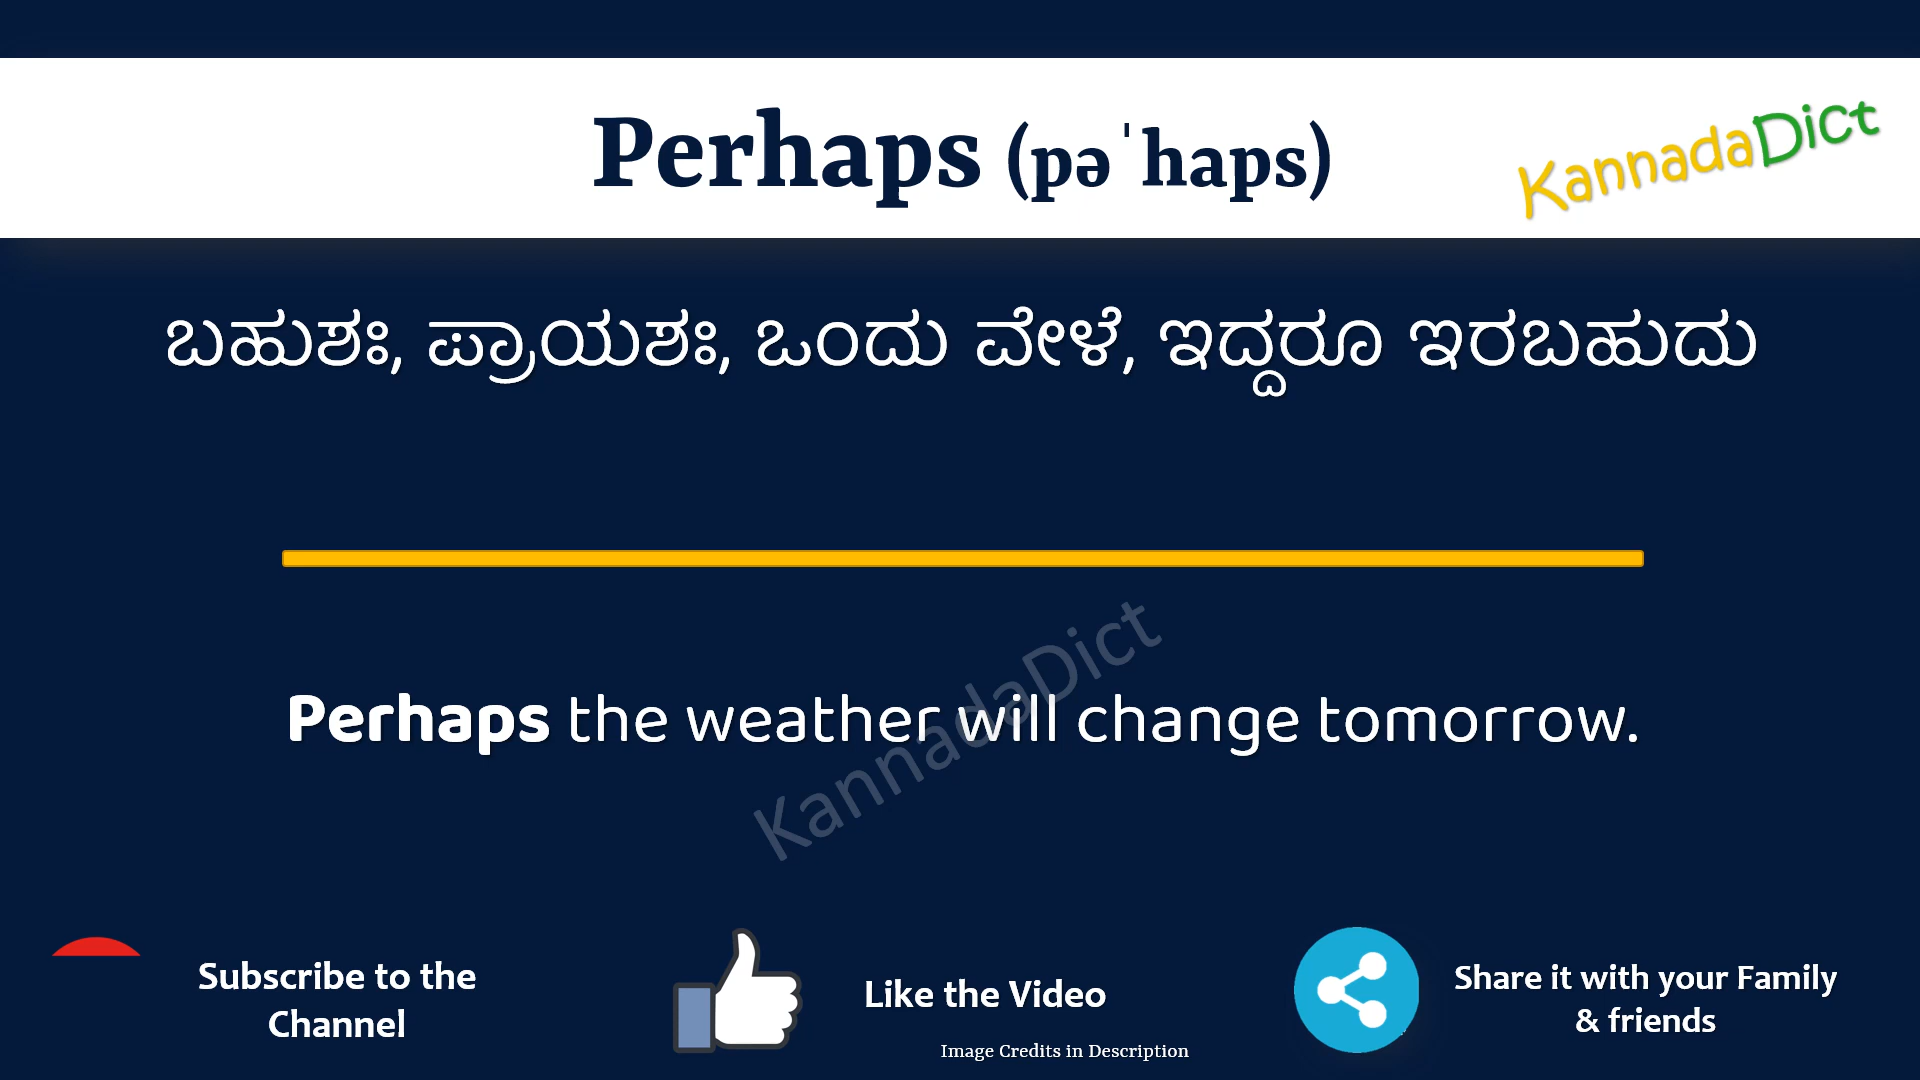 Perhaps (pəˈhaps)
KannadaDict
ಬಹುಶಃ, ಪ್ರಾಯಶಃ, ಒಂದು ವೇಳೆ, ಇದ್ದರೂ ಇರಬಹುದು
Perhaps the weather will change tomorrow.
KannadaDict
Subscribe to the
Channel
Like the Video
Share it with your Family
& friends
Image Credits in Description